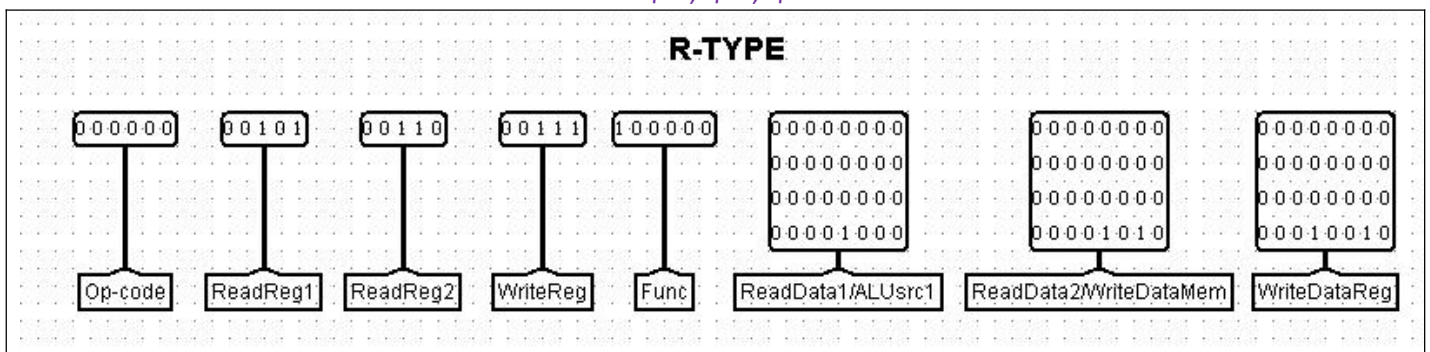 R-TYPE
000000 00101 00110 00111 100000 00000000 00000000 00000000
00000000 00000000 00000000
00000000 00000000 00000000
00001000 00001010 00010010
Op-code ReadReg1 ReadReg2 WriteReg Func ReadData1/ALUsrc1 ReadData2/WriteDataMem WriteDataReg